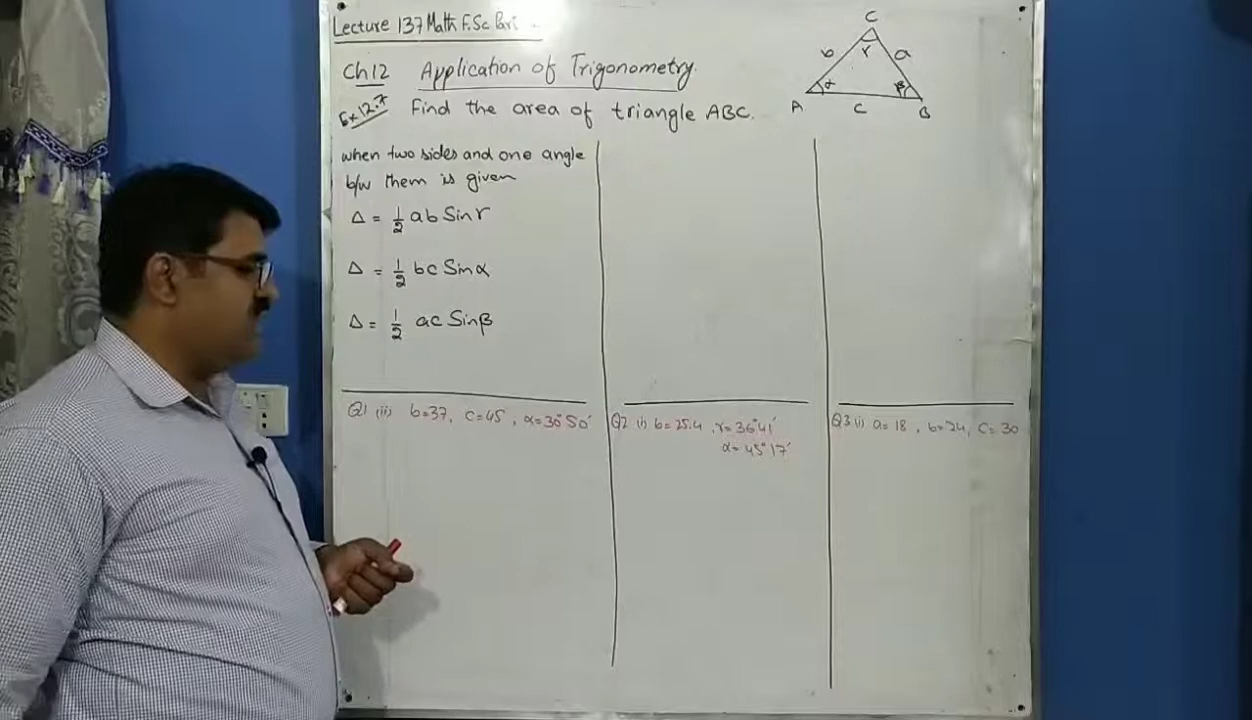 Lecture 137 Math F.Sc Part
Ch12 Application of Trigonometry.
Ex 12.7 Find the area of triangle ABC.
C
b γ a
α β
A c B
when two sides and one angle
b/w them is given
Δ = 1/2 ab Sin γ
Δ = 1/2 bc Sin α
Δ = 1/2 ac Sin β
Q1 (ii) b=37, c=45, α=30°50′
Q2 (i) b=25.4, γ=36°41′
α=45°17′
Q3 (i) a=18, b=24, c=30